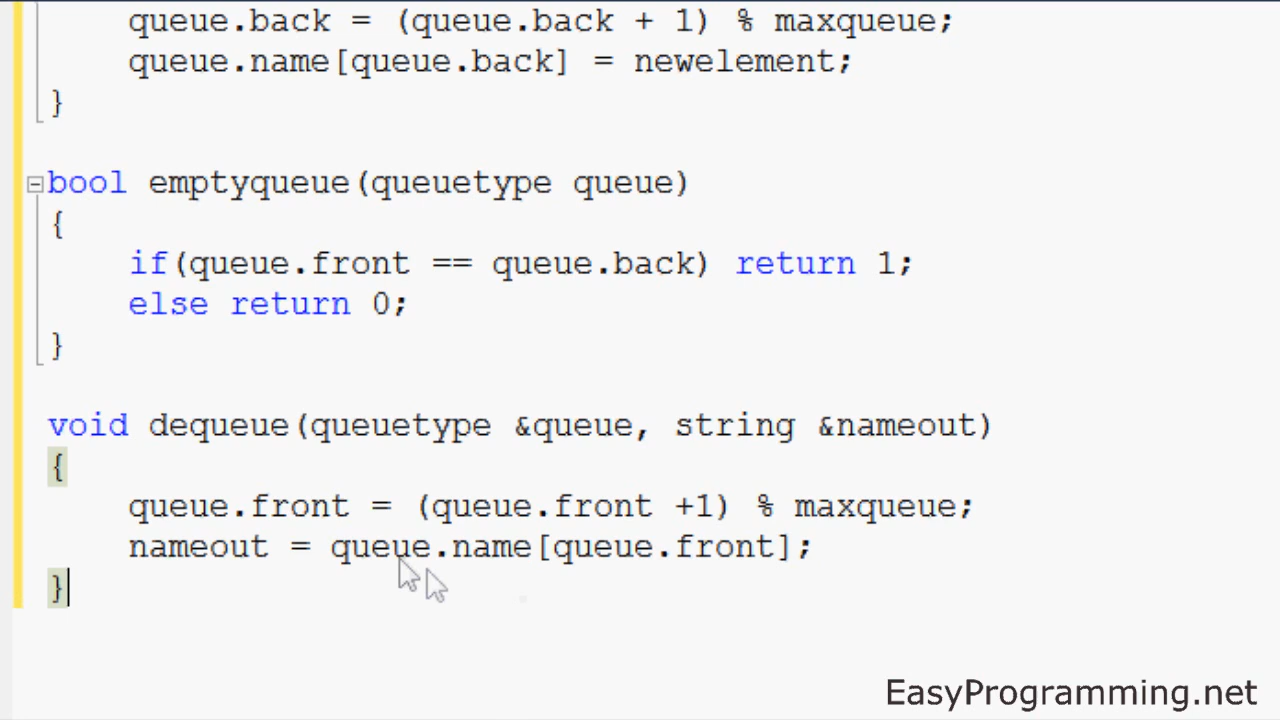 queue.back = (queue.back + 1) % maxqueue;
queue.name[queue.back] = newelement;
}
bool emptyqueue(queuetype queue)
{
if(queue.front == queue.back) return 1;
else return 0;
}
void dequeue(queuetype &queue, string &nameout)
{
queue.front = (queue.front +1) % maxqueue;
nameout = queue.name[queue.front];
}
EasyProgramming.net